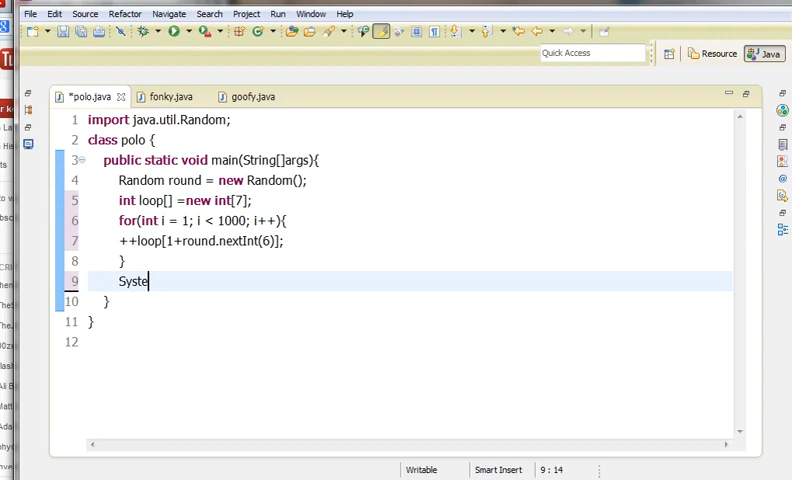 File Edit Source Refactor Navigate Search Project Run Window Help
Quick Access
Resource
Java
*polo.java
fonky.java
goofy.java
1 import java.util.Random;
2 class polo {
3 public static void main(String[]args){
4 Random round = new Random();
5 int loop[] =new int[7];
6 for(int i = 1; i < 1000; i++){
7 ++loop[1+round.nextInt(6)];
8 }
9 Syste
10 }
11 }
12
Writable
Smart Insert
9 : 14